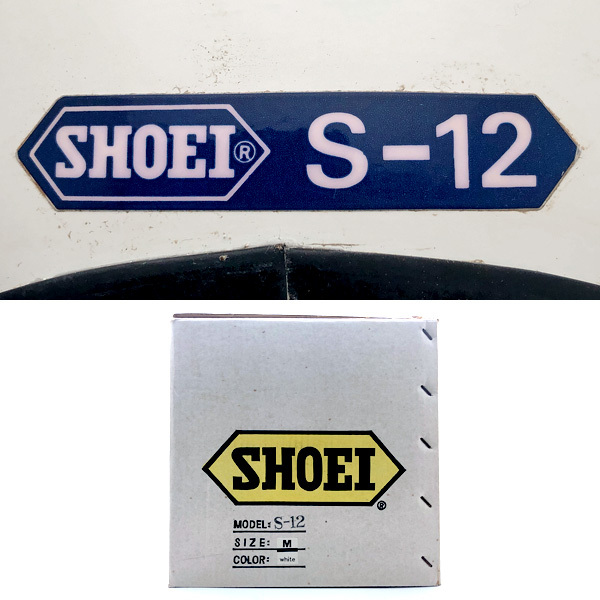 SHOEI® S-12
SHOEI®
MODEL: S-12
SIZE: M
COLOR: white